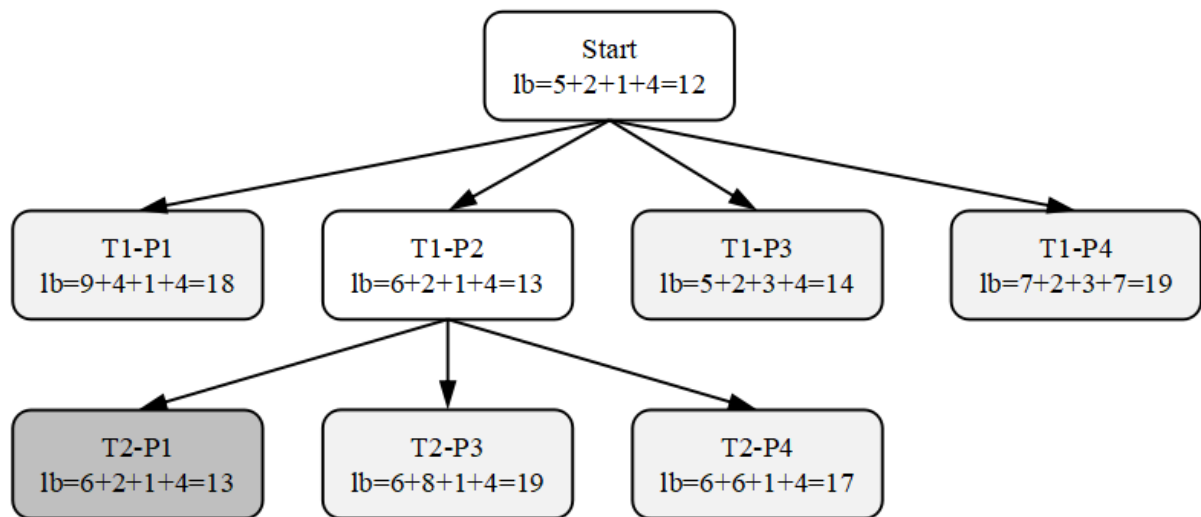 Start
lb=5+2+1+4=12
T1-P1
lb=9+4+1+4=18
T1-P2
lb=6+2+1+4=13
T1-P3
lb=5+2+3+4=14
T1-P4
lb=7+2+3+7=19
T2-P1
lb=6+2+1+4=13
T2-P3
lb=6+8+1+4=19
T2-P4
lb=6+6+1+4=17